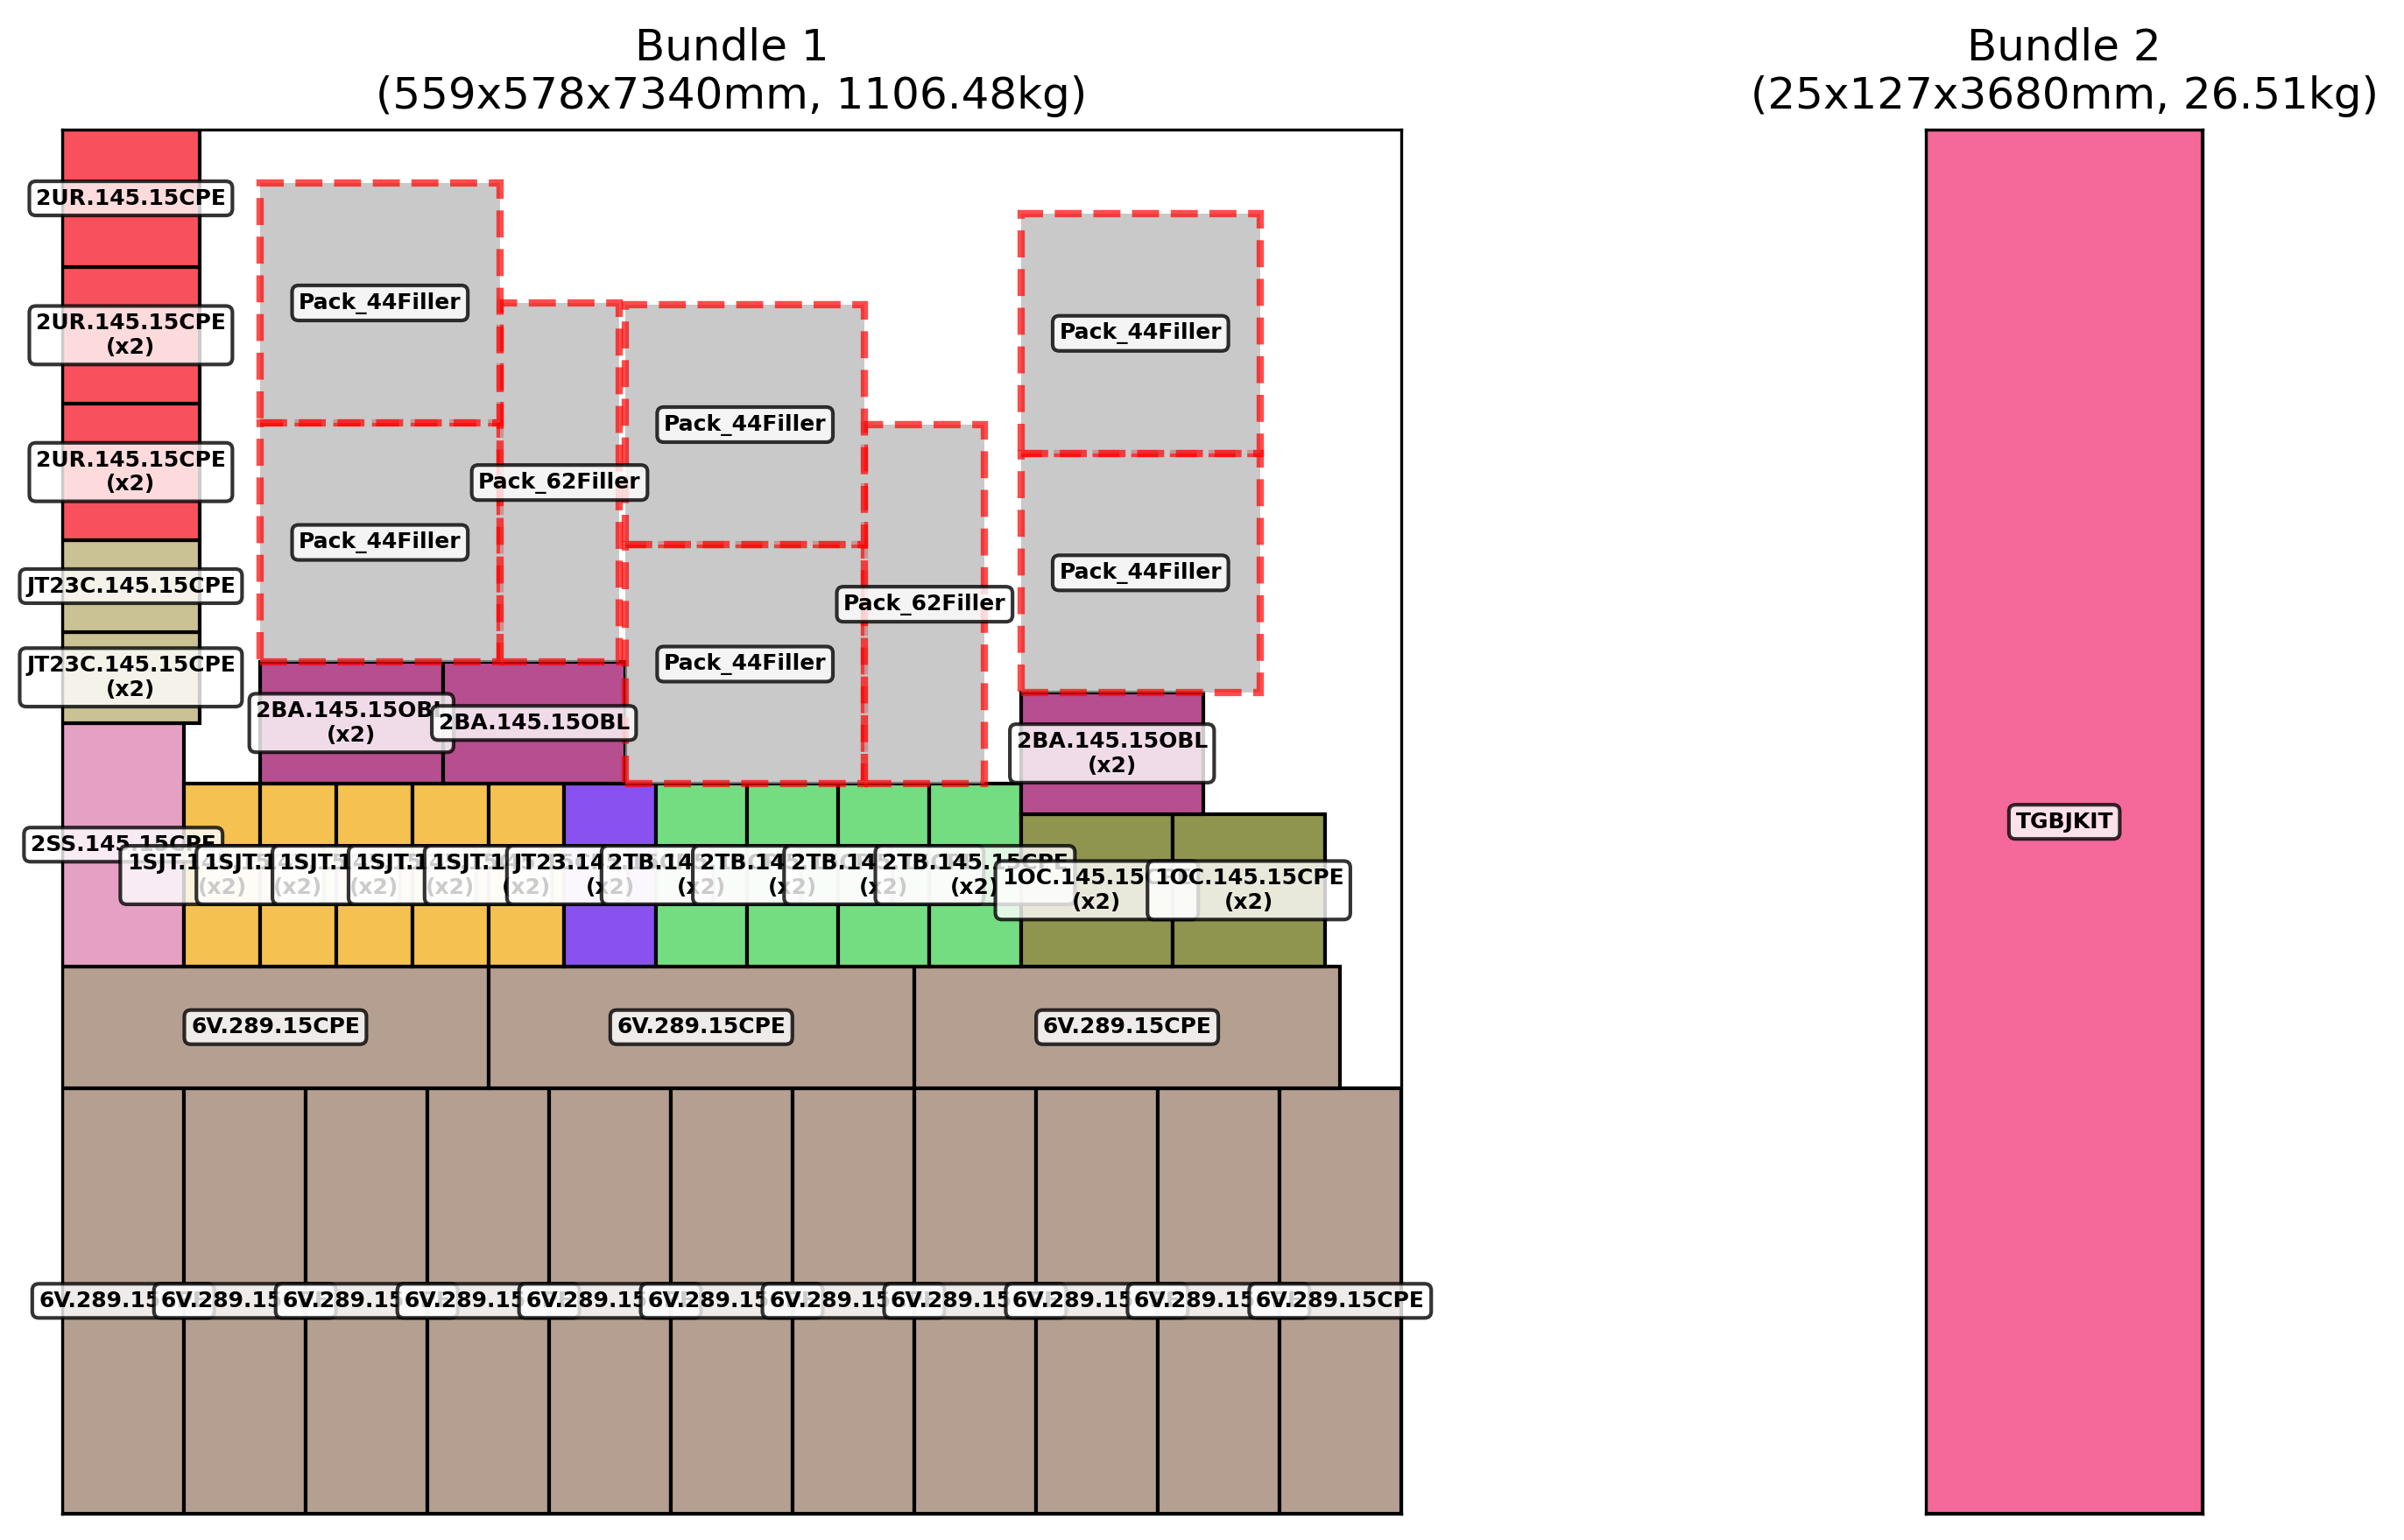 Bundle 1
(559x578x7340mm, 1106.48kg)
Bundle 2
(25x127x3680mm, 26.51kg)
2UR.145.15CPE
2UR.145.15CPE
(x2)
2UR.145.15CPE
(x2)
JT23C.145.15CPE
JT23C.145.15CPE
(x2)
Pack_44Filler
Pack_44Filler
Pack_62Filler
Pack_44Filler
Pack_44Filler
Pack_62Filler
Pack_44Filler
Pack_44Filler
2BA.145.15OBL
(x2)
2BA.145.15OBL
2BA.145.15OBL
(x2)
2SS.145.15CPE
1SJT.1
(x2)
1SJT.1
(x2)
1SJT.1
(x2)
1SJT.1
(x2)
1SJT.1
(x2)
JT23.14
(x2)
2TB.14
(x2)
2TB.14
(x2)
2TB.14
(x2)
2TB.145.15CPE
(x2)
1OC.145.15C
(x2)
1OC.145.15CPE
(x2)
6V.289.15CPE
6V.289.15CPE
6V.289.15CPE
6V.289.15
6V.289.15
6V.289.15
6V.289.15
6V.289.15
6V.289.15
6V.289.15
6V.289.15
6V.289.15
6V.289.15
6V.289.15CPE
TGBJKIT